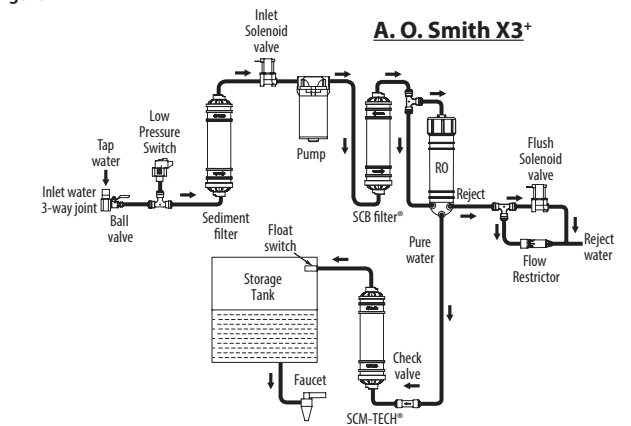 Inlet
Solenoid
valve
A. O. Smith X3+
Low
Pressure
Switch
Tap
water
Inlet water
3-way joint
Ball
valve
Sediment
filter
Pump
SCB filter®
RO
Reject
Flush
Solenoid
valve
Reject
water
Flow
Restrictor
Pure
water
Float
switch
Storage
Tank
Faucet
Check
valve
SCM-TECH®